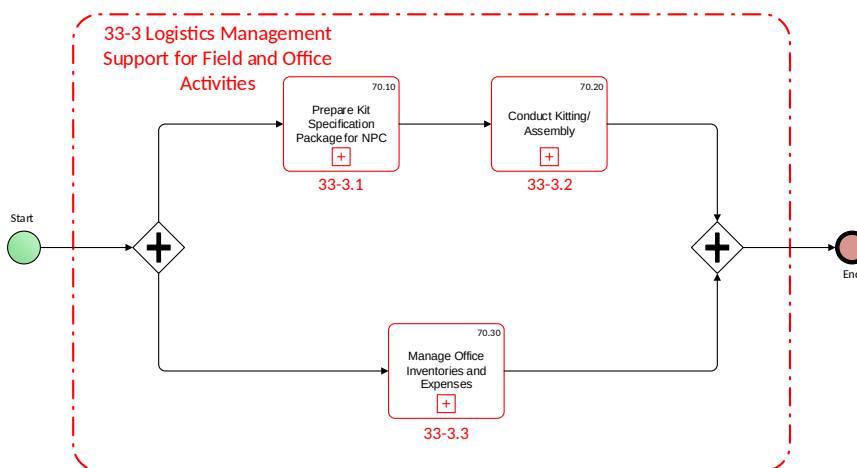 33-3 Logistics Management
Support for Field and Office
Activities
70.10
Prepare Kit
Specification
Package for NPC
33-3.1
70.20
Conduct Kitting/
Assembly
33-3.2
Start
End
70.30
Manage Office
Inventories and
Expenses
33-3.3